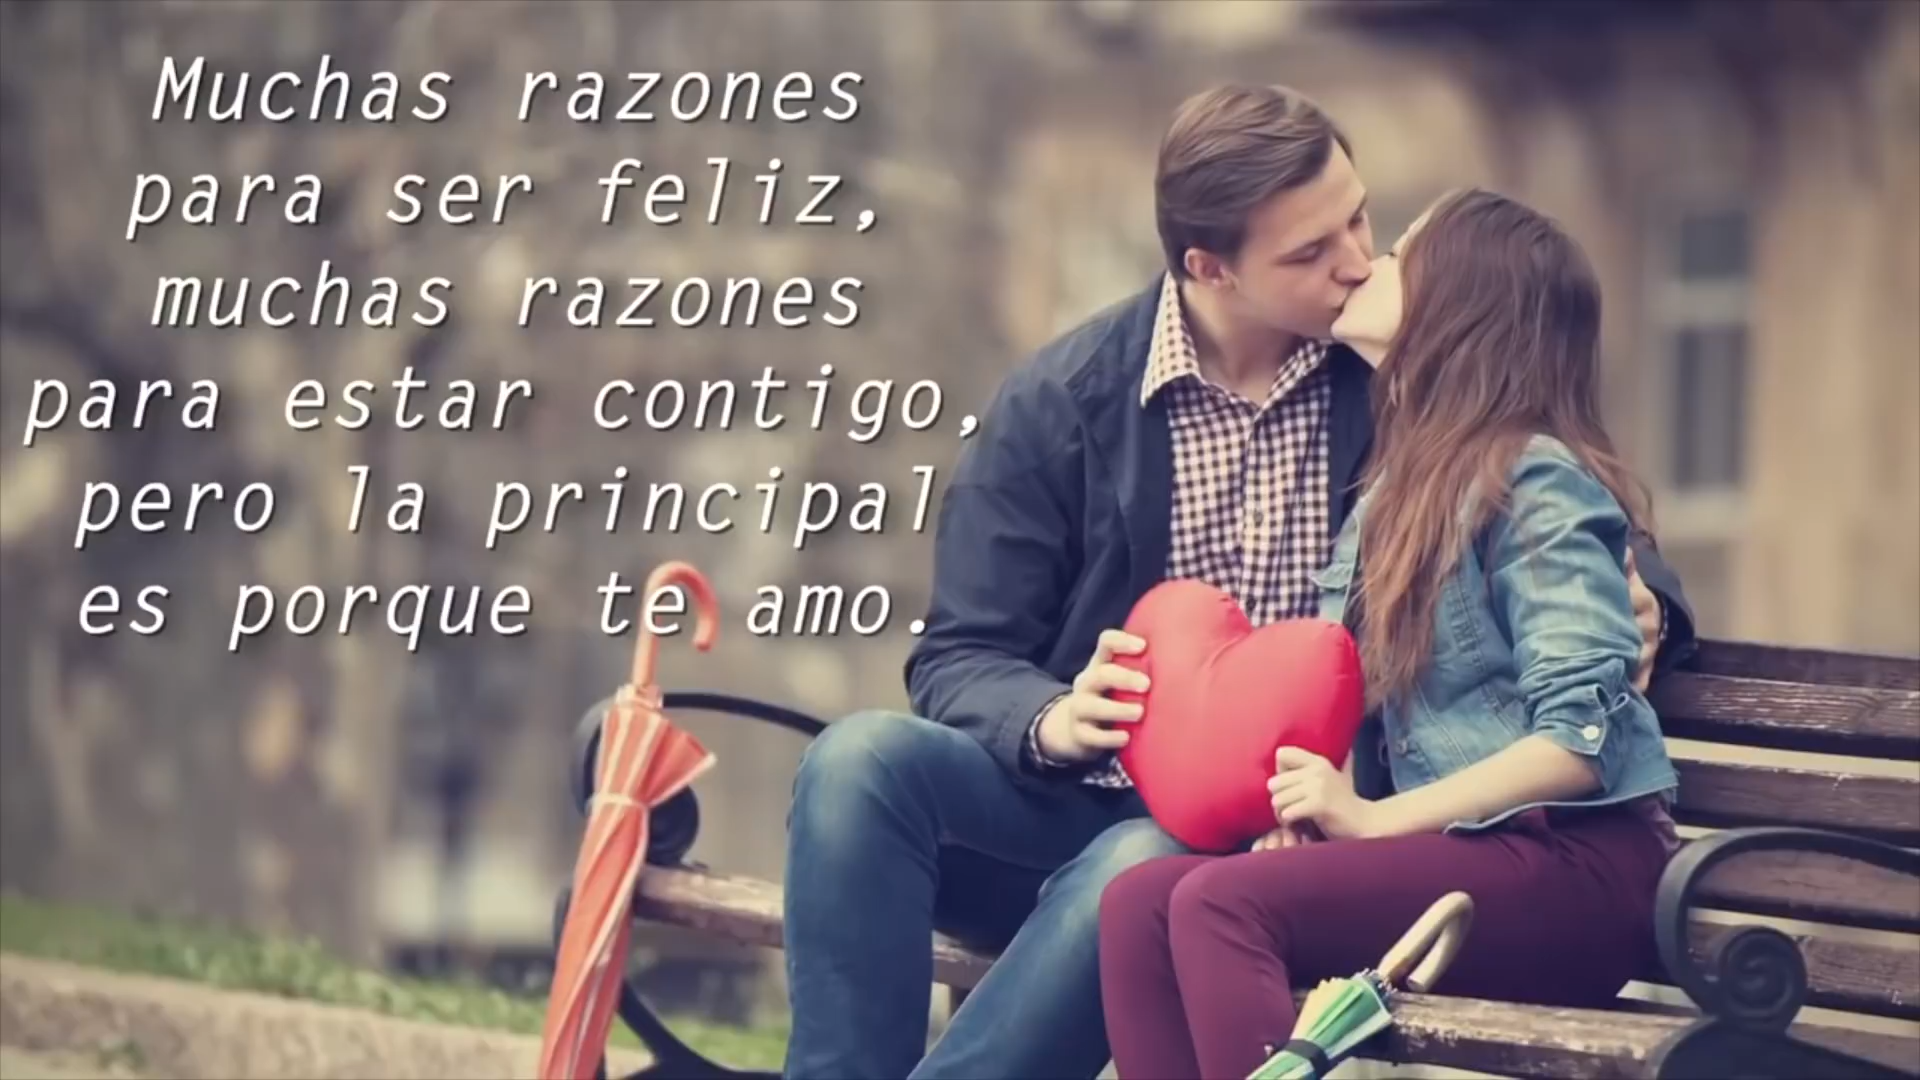 Muchas razones
para ser feliz,
muchas razones
para estar contigo,
pero la principal
es porque te amo.